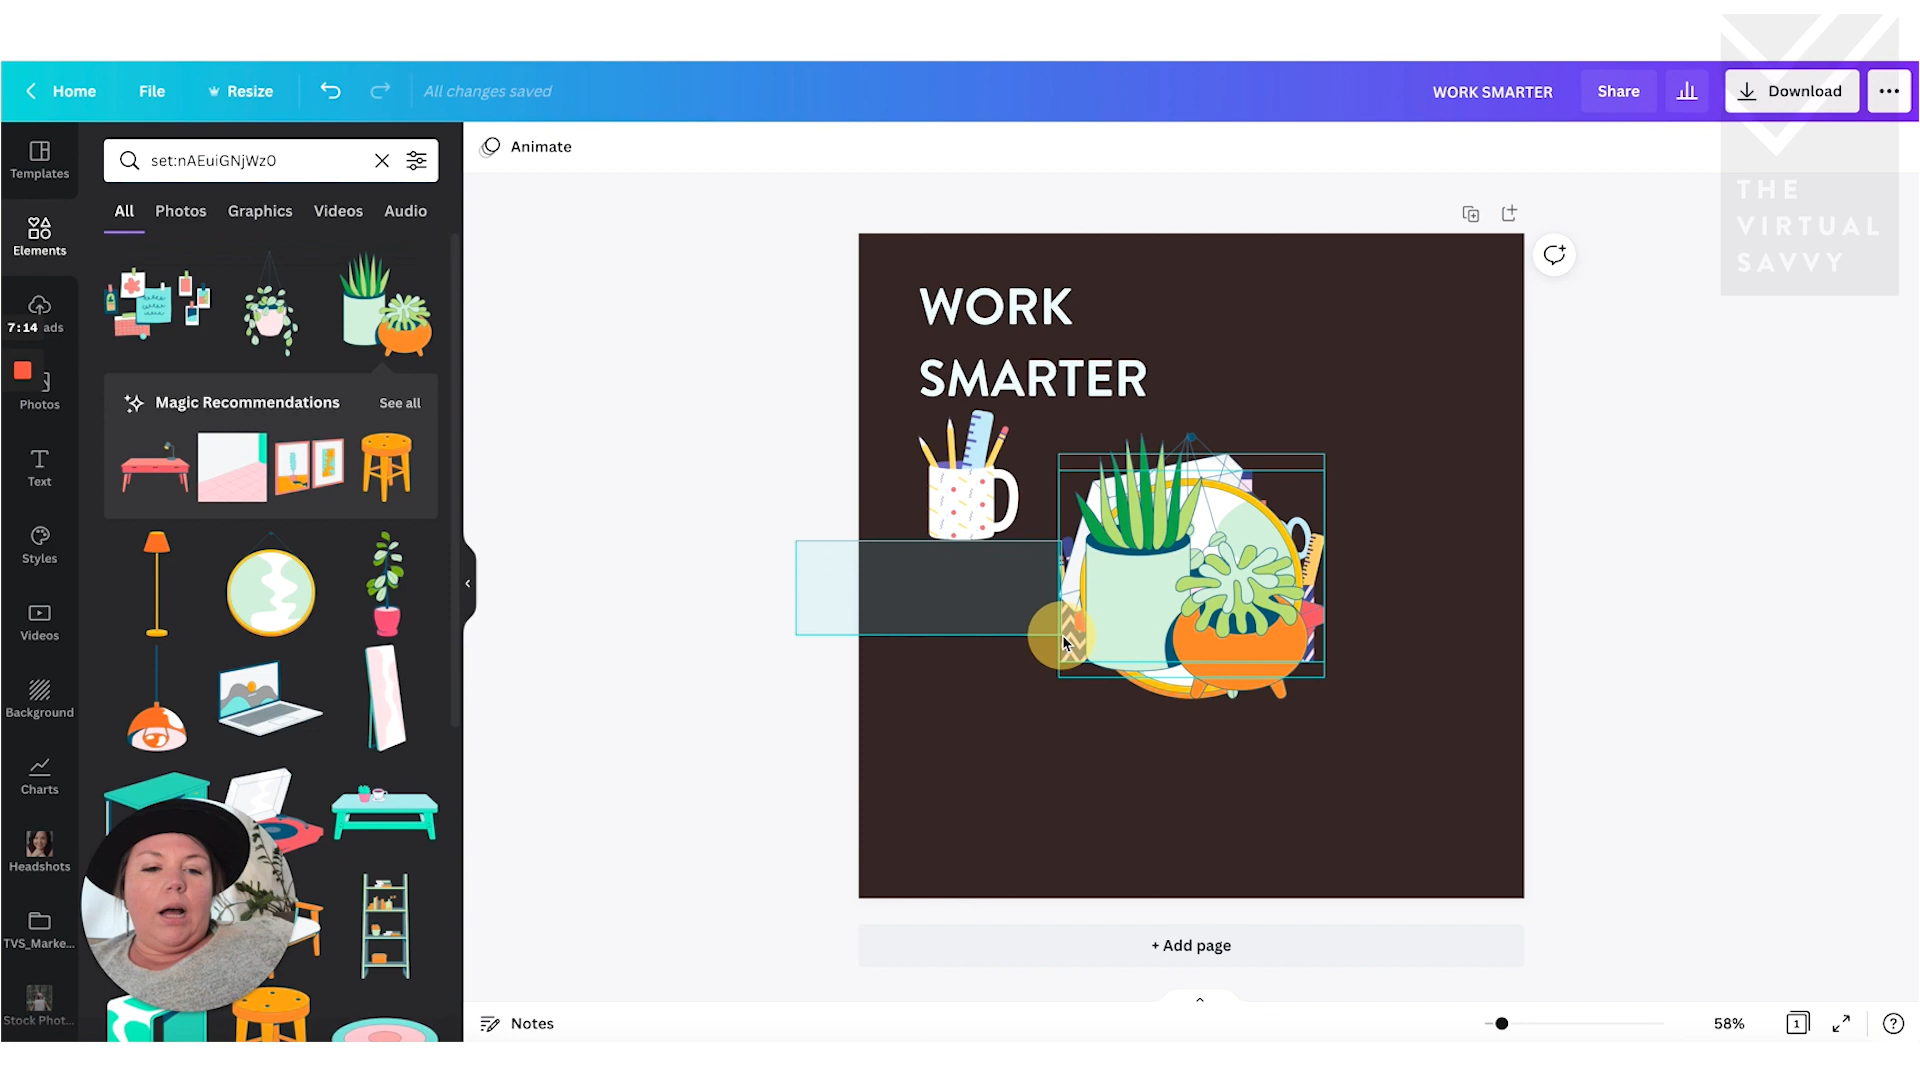 Home
File
Resize
All changes saved
WORK SMARTER
Share
Download
THE
VIRTUAL
SAVVY
Templates
Elements
7:14 ads
Photos
Text
Styles
Videos
Background
Charts
Headshots
TVS_Marke...
Stock Phot...
set:nAEuiGNjWzO
All
Photos
Graphics
Videos
Audio
Magic Recommendations
See all
Animate
WORK
SMARTER
+ Add page
Notes
58%
1
?